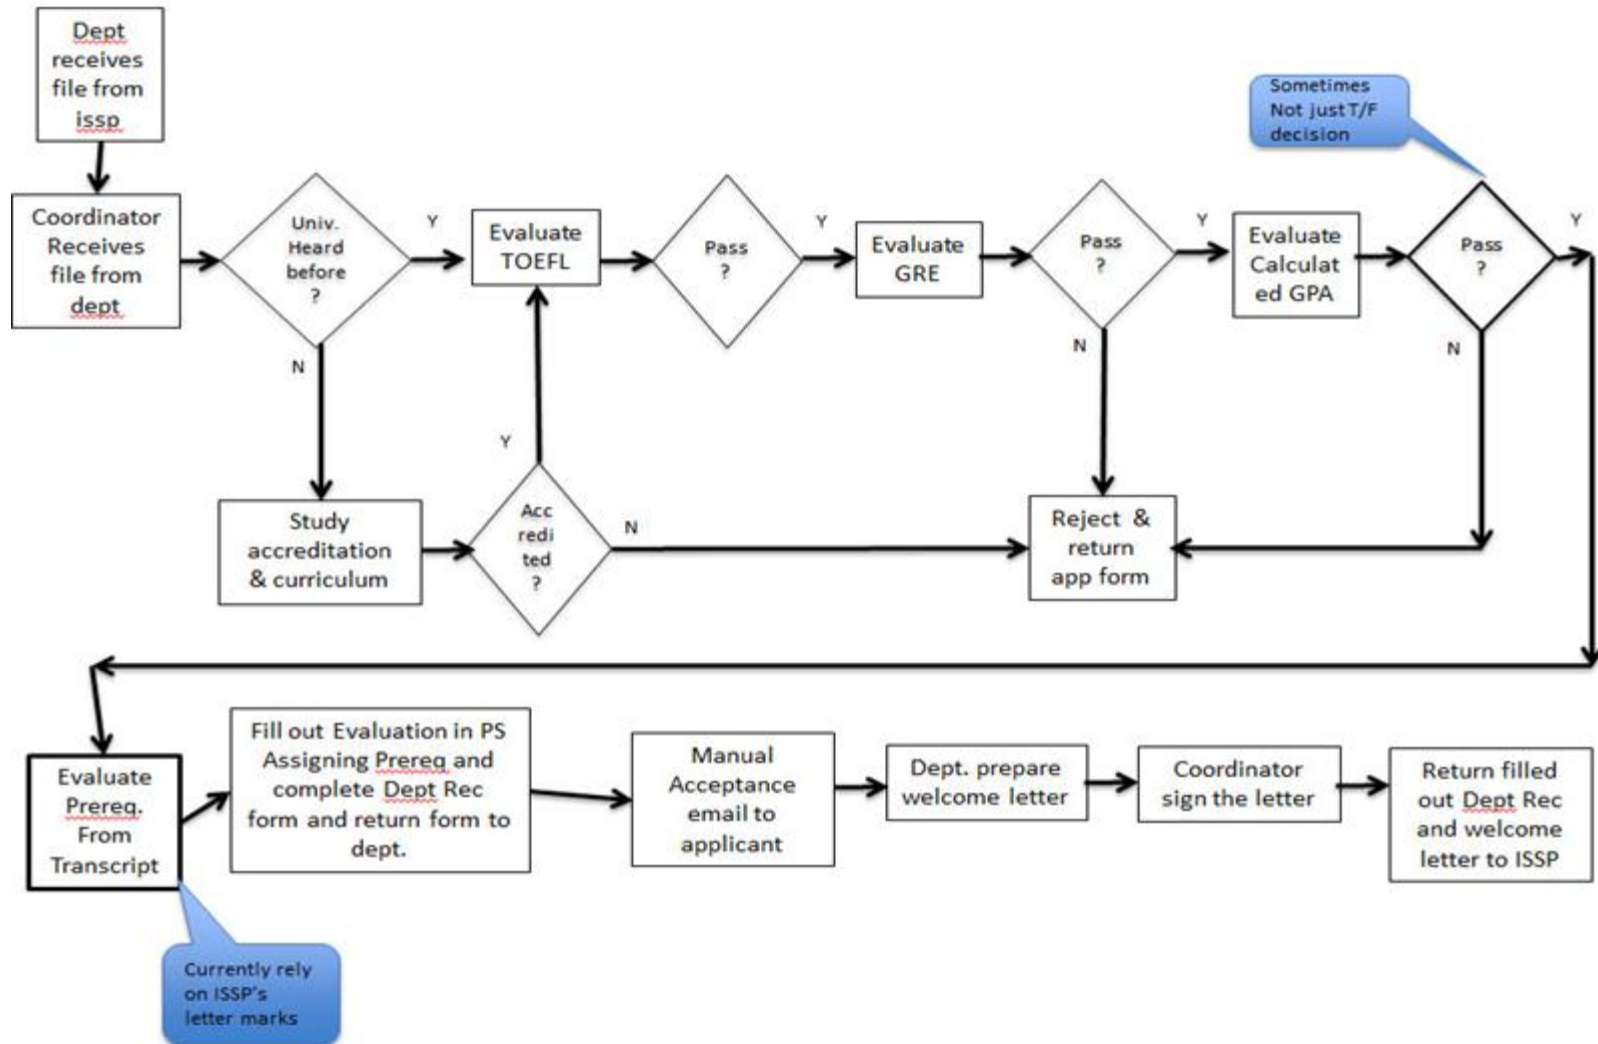 Dept
receives
file from
issp
Coordinator
Receives
file from
dept
Univ.
Heard
before
?
Y
N
Evaluate
TOEFL
Pass
?
Y
Evaluate
GRE
Pass
?
Y
N
Evaluate
Calculat
ed GPA
Sometimes
Not just T/F
decision
Pass
?
Y
N
Study
accreditation
& curriculum
Y
Acc
redi
ted
?
N
Reject &
return
app form
Evaluate
Prereq.
From
Transcript
Currently rely
on ISSP's
letter marks
Fill out Evaluation in PS
Assigning Prereq and
complete Dept Rec
form and return form to
dept.
Manual
Acceptance
email to
applicant
Dept. prepare
welcome letter
Coordinator
sign the letter
Return filled
out Dept Rec
and welcome
letter to ISSP